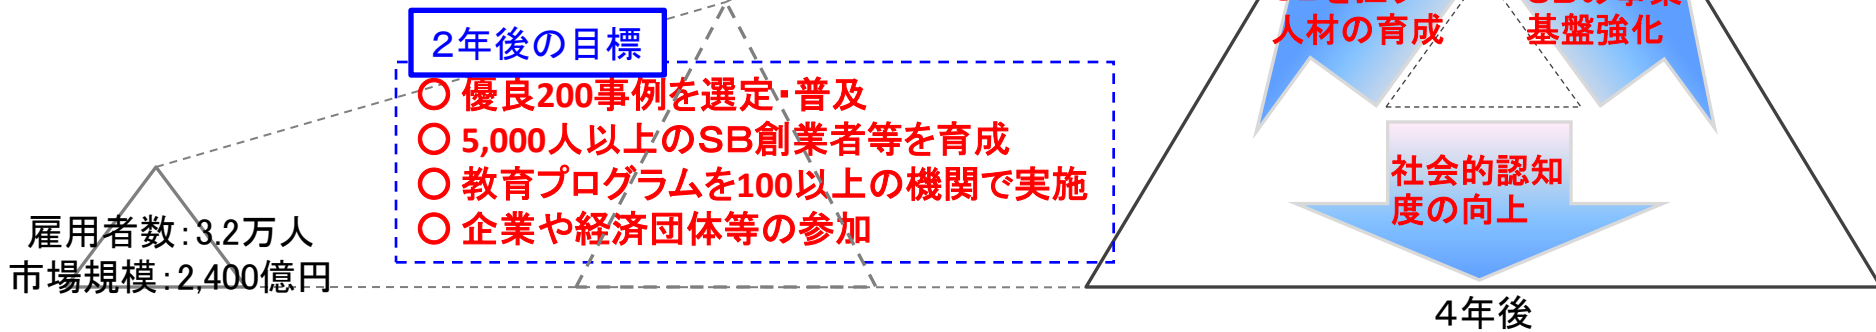 2年後の目標
○ 優良200事例を選定・普及
○ 5,000人以上のSB創業者等を育成
○ 教育プログラムを100以上の機関で実施
○ 企業や経済団体等の参加
雇用者数：3.2万人
市場規模：2,400億円
人材の育成
基盤強化
社会的認知
度の向上
4年後